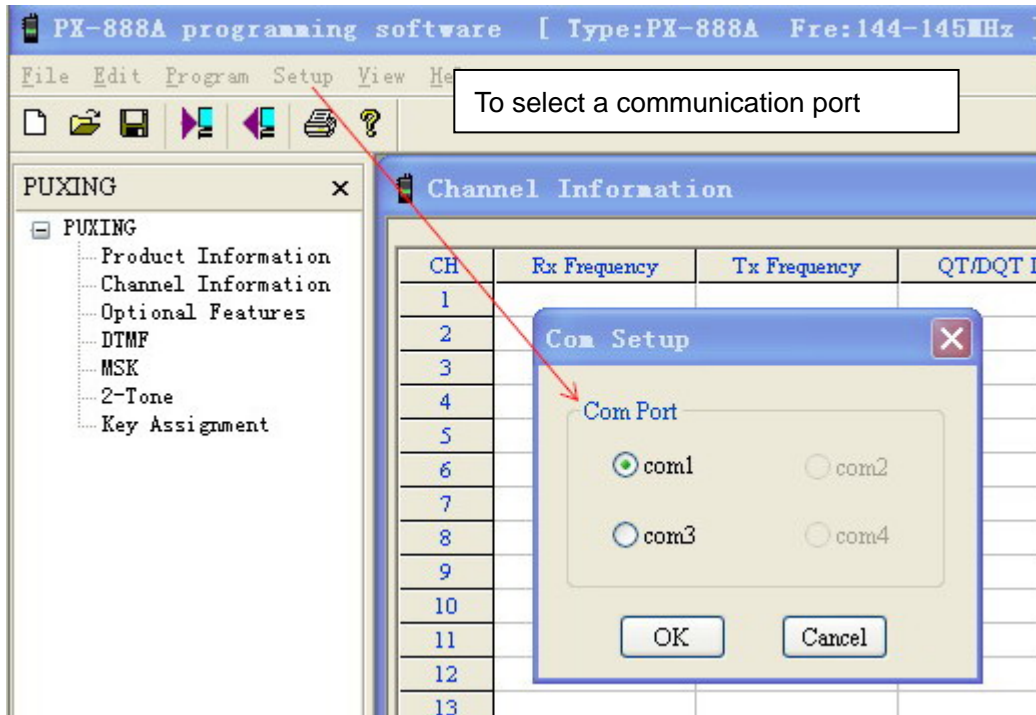 PX-888A programming software [ Type:PX-888A Fre:144-145MHz ]
File Edit Program Setup View
To select a communication port
PUXING
PUXING
Product Information
Channel Information
Optional Features
DTMF
MSK
2-Tone
Key Assignment
Channel Information
CH Rx Frequency Tx Frequency QT/DQT
1
2
3
4
5
6
7
8
9
10
11
12
13
Com Setup
Com Port
com1 com2
com3 com4
OK Cancel